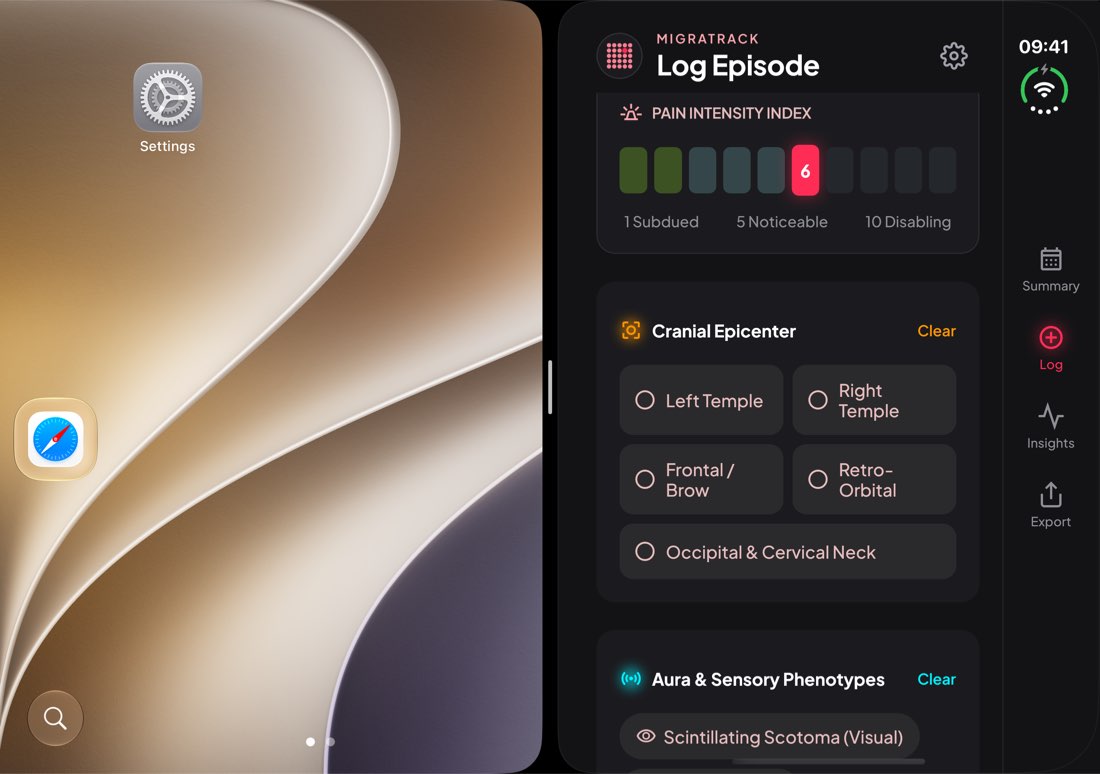 Settings
MIGRATRACK
Log Episode
09:41
PAIN INTENSITY INDEX
6
1 Subdued
5 Noticeable
10 Disabling
Cranial Epicenter
Clear
Left Temple
Right
Temple
Frontal /
Brow
Retro-
Orbital
Occipital & Cervical Neck
Aura & Sensory Phenotypes
Clear
Scintillating Scotoma (Visual)
Summary
Log
Insights
Export